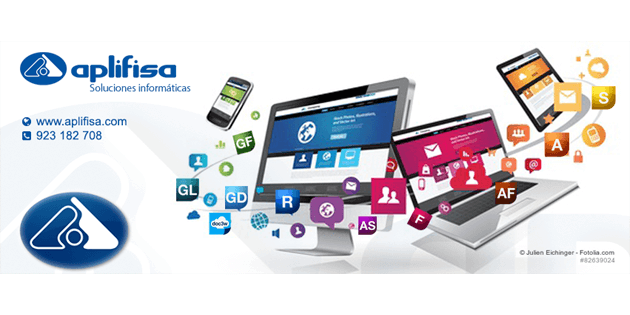 aplifisa
Soluciones informáticas
www.aplifisa.com
923 182 708
GF
GL
GD
R
doc3w
AS
F
AF
A
S
© Julien Eichinger - Fotolia.com
#82639024